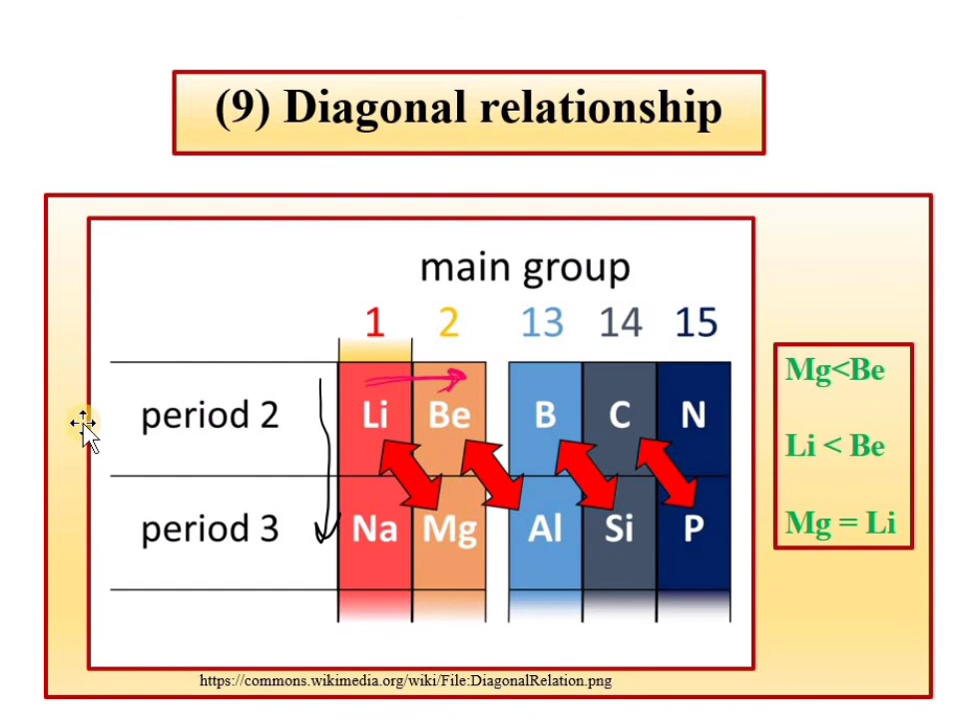 (9) Diagonal relationship
main group
1 2 13 14 15
period 2 Li Be B C N
period 3 Na Mg Al Si P
Mg<Be
Li < Be
Mg = Li
https://commons.wikimedia.org/wiki/File:DiagonalRelation.png